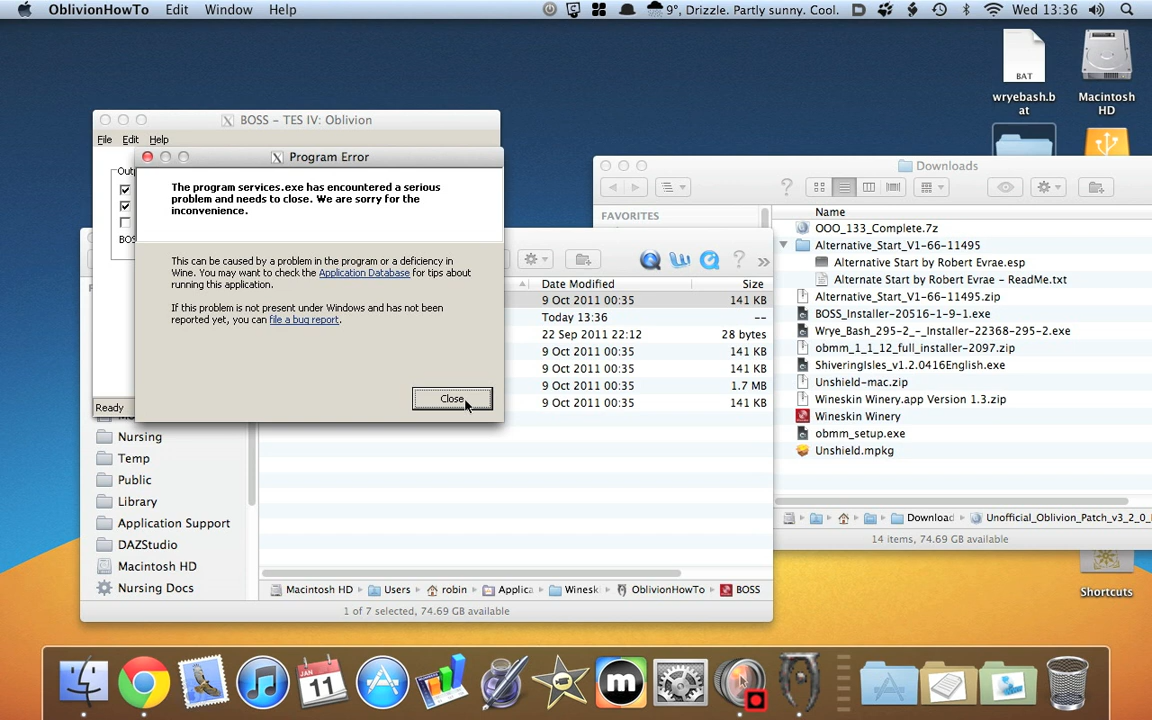 OblivionHowTo Edit Window Help
9°, Drizzle. Partly sunny. Cool.
Wed 13:36
BAT
wryebash.b
at
Macintosh
HD
BOSS – TES IV: Oblivion
File Edit Help
Program Error
Outp
The program services.exe has encountered a serious
problem and needs to close. We are sorry for the
inconvenience.
BOS
This can be caused by a problem in the program or a deficiency in
Wine. You may want to check the Application Database for tips about
running this application.
If this problem is not present under Windows and has not been
reported yet, you can file a bug report.
Close
Ready
Downloads
FAVORITES
Name
OOO_133_Complete.7z
Alternative_Start_V1-66-11495
Alternative Start by Robert Evrae.esp
Alternate Start by Robert Evrae – ReadMe.txt
Alternative_Start_V1-66-11495.zip
BOSS_Installer-20516-1-9-1.exe
Wrye_Bash_295-2_-_Installer-22368-295-2.exe
obmm_1_1_12_full_installer-2097.zip
ShiveringIsles_v1.2.0416English.exe
Unshield-mac.zip
Wineskin Winery.app Version 1.3.zip
Wineskin Winery
obmm_setup.exe
Unshield.mpkg
Download
Unofficial_Oblivion_Patch_v3_2_0_
14 items, 74.69 GB available
Date Modified Size
9 Oct 2011 00:35 141 KB
Today 13:36 --
22 Sep 2011 22:12 28 bytes
9 Oct 2011 00:35 141 KB
9 Oct 2011 00:35 141 KB
9 Oct 2011 00:35 1.7 MB
9 Oct 2011 00:35 141 KB
Nursing
Temp
Public
Library
Application Support
DAZStudio
Macintosh HD
Nursing Docs
Macintosh HD Users robin Applica Winesk OblivionHowTo BOSS
1 of 7 selected, 74.69 GB available
Shortcuts
JAN
11
m